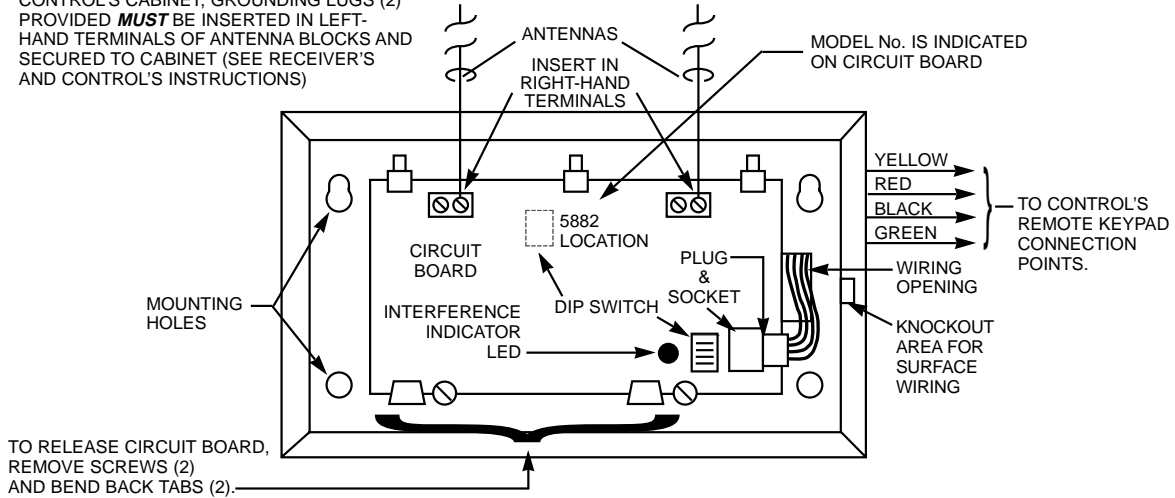 CONTROL'S CABINET, GROUNDING LUGS (2)
PROVIDED MUST BE INSERTED IN LEFT-
HAND TERMINALS OF ANTENNA BLOCKS AND
SECURED TO CABINET (SEE RECEIVER'S
AND CONTROL'S INSTRUCTIONS)
ANTENNAS
INSERT IN
RIGHT-HAND
TERMINALS
MODEL No. IS INDICATED
ON CIRCUIT BOARD
YELLOW
RED
BLACK
GREEN
TO CONTROL'S
REMOTE KEYPAD
CONNECTION
POINTS.
5882
LOCATION
CIRCUIT
BOARD
PLUG
&
SOCKET
WIRING
OPENING
MOUNTING
HOLES
DIP SWITCH
INTERFERENCE
INDICATOR
LED
KNOCKOUT
AREA FOR
SURFACE
WIRING
TO RELEASE CIRCUIT BOARD,
REMOVE SCREWS (2)
AND BEND BACK TABS (2).